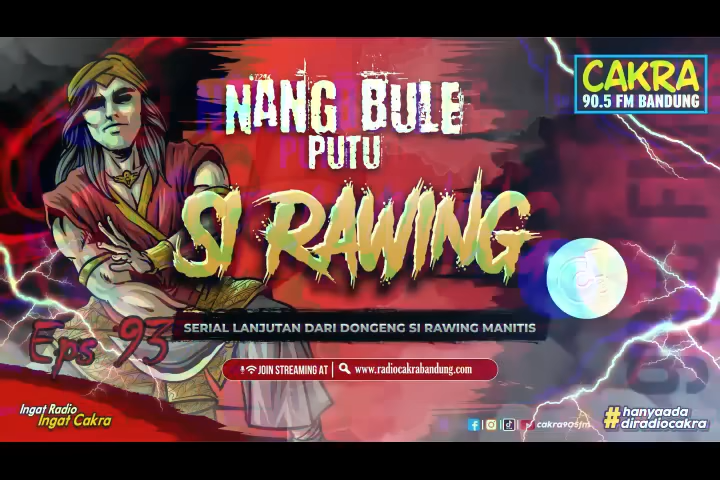 CAKRA
90.5 FM BANDUNG
NANG BULE
PUTU
SI RAWING
SERIAL LANJUTAN DARI DONGENG SI RAWING MANITIS
Eps 93
JOIN STREAMING AT | www.radiocakrabandung.com
Ingat Radio
Ingat Cakra
cakra905fm
#hanyaada
diradiocakra